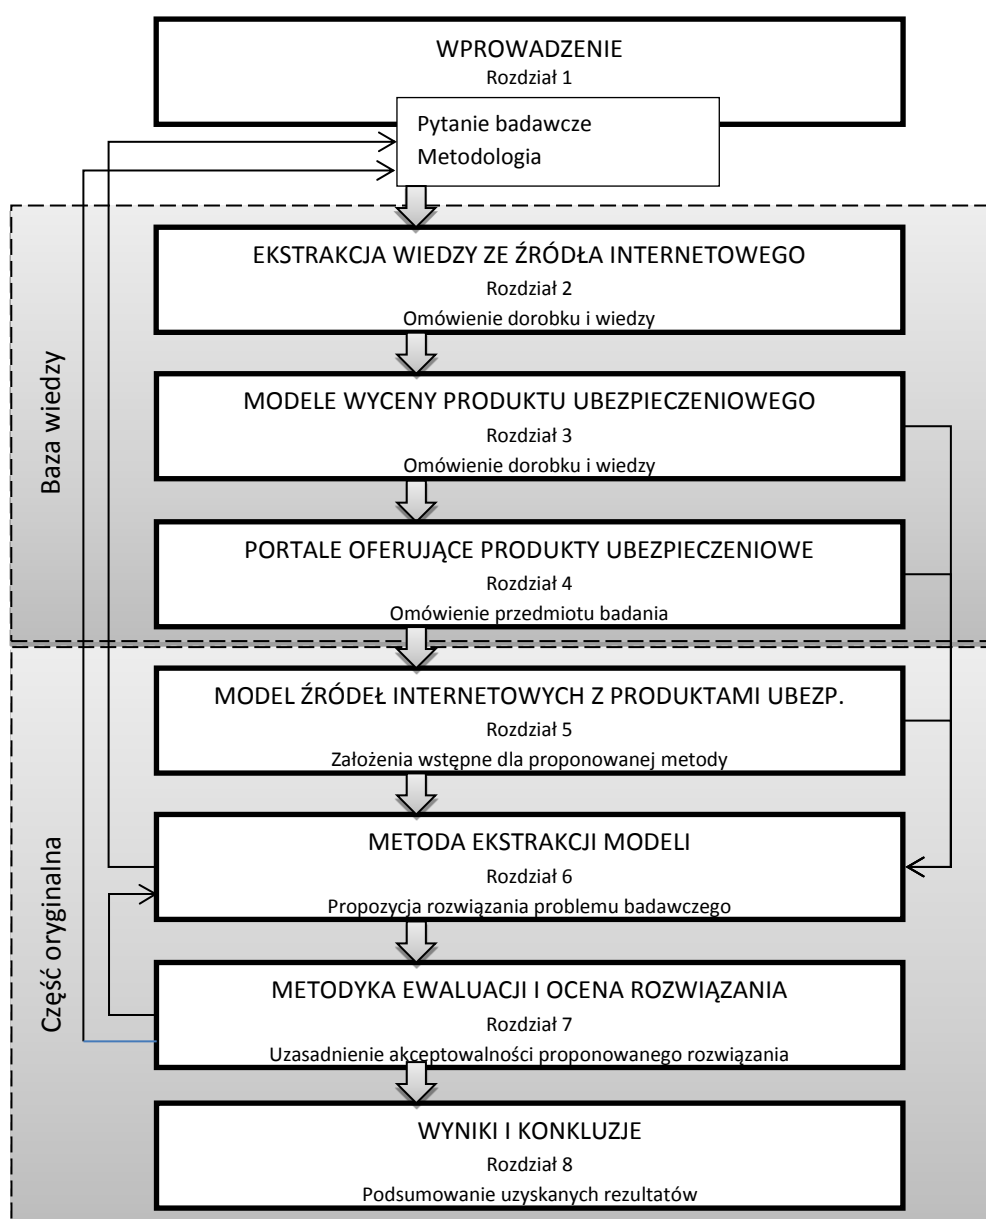 WPROWADZENIE
Rozdział 1
Pytanie badawcze
Metodologia
Baza wiedzy
EKSTRAKCJA WIEDZY ZE ŹRÓDŁA INTERNETOWEGO
Rozdział 2
Omówienie dorobku i wiedzy
MODELE WYCENY PRODUKTU UBEZPIECZENIOWEGO
Rozdział 3
Omówienie dorobku i wiedzy
PORTALE OFERUJĄCE PRODUKTY UBEZPIECZENIOWE
Rozdział 4
Omówienie przedmiotu badania
Część oryginalna
MODEL ŹRÓDEŁ INTERNETOWYCH Z PRODUKTAMI UBEZP.
Rozdział 5
Założenia wstępne dla proponowanej metody
METODA EKSTRAKCJI MODELI
Rozdział 6
Propozycja rozwiązania problemu badawczego
METODYKA EWALUACJI I OCENA ROZWIĄZANIA
Rozdział 7
Uzasadnienie akceptowalności proponowanego rozwiązania
WYNIKI I KONKLUZJE
Rozdział 8
Podsumowanie uzyskanych rezultatów